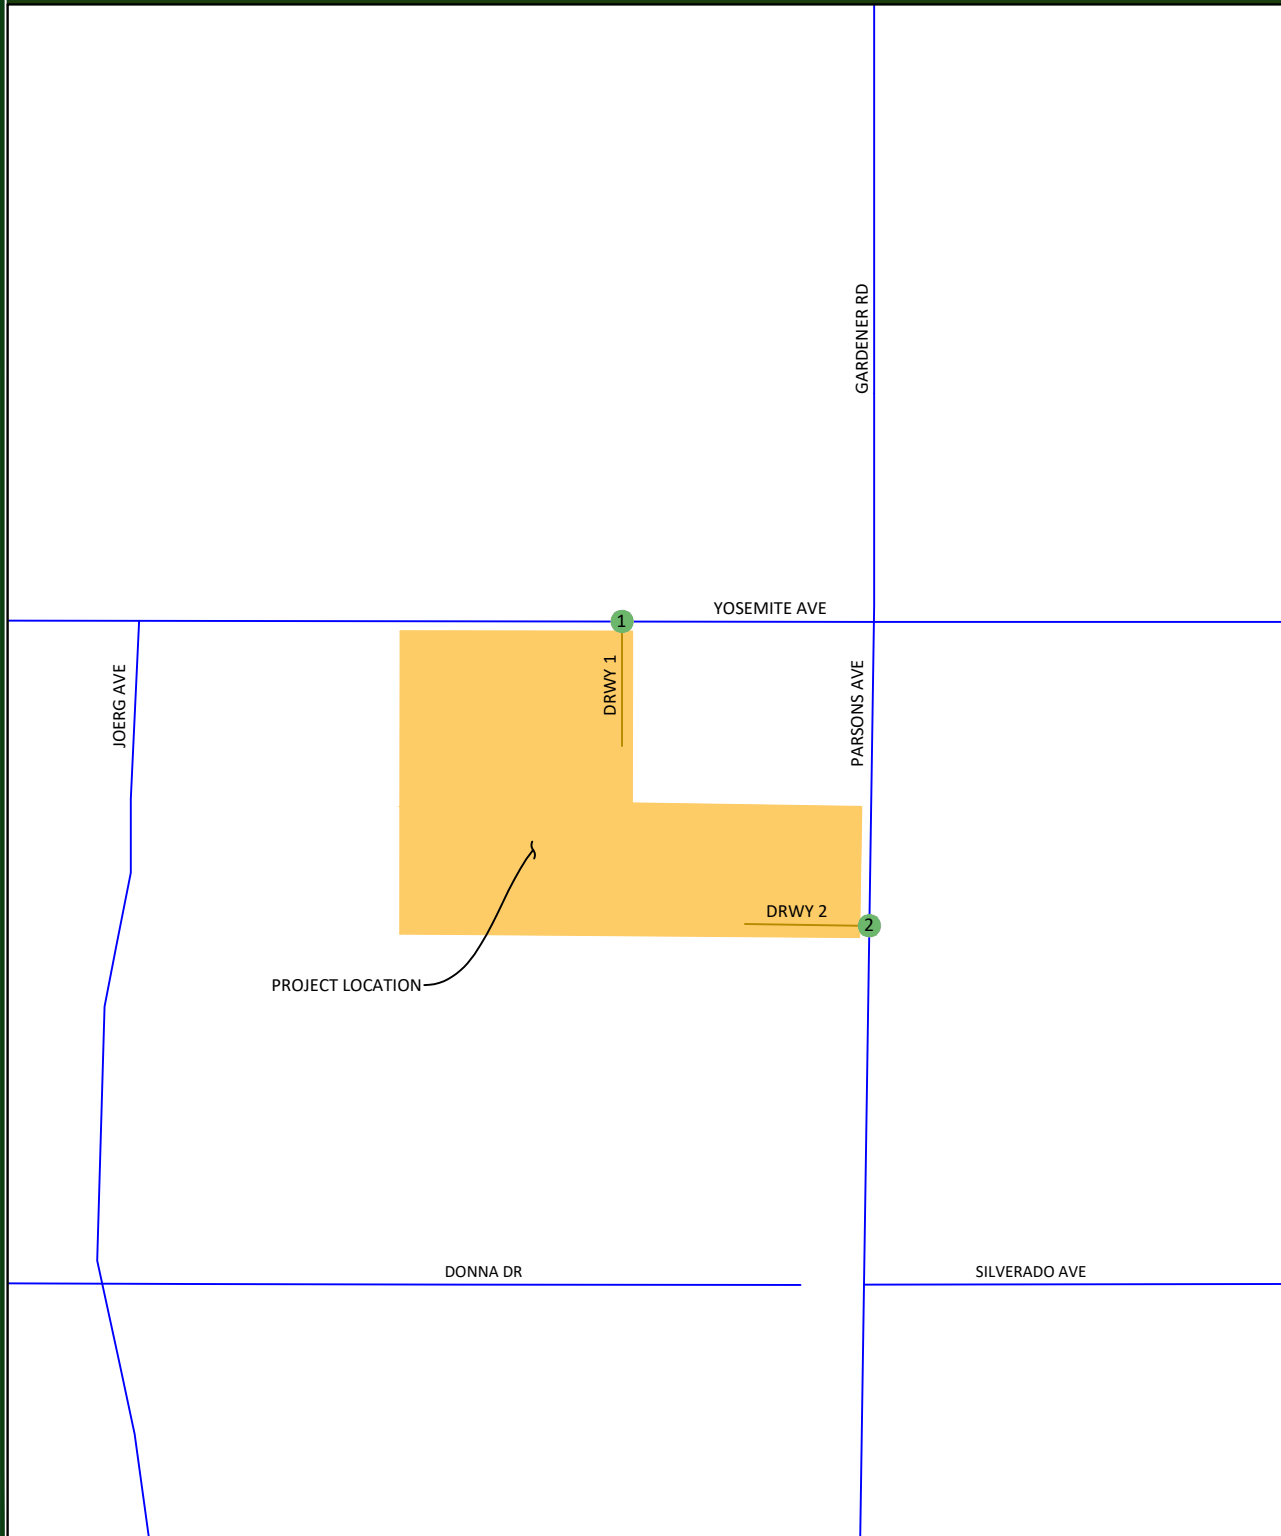 GARDENER RD
YOSEMITE AVE
1
JOERG AVE
DRWY 1
PARSONS AVE
DRWY 2
2
PROJECT LOCATION
DONNA DR
SILVERADO AVE